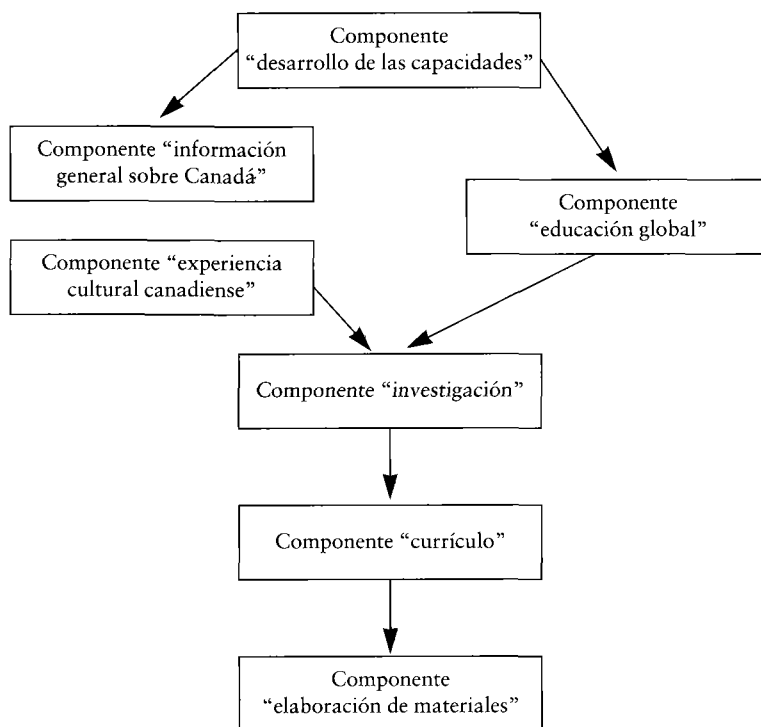 Componente
“desarrollo de las capacidades”
Componente “información
general sobre Canadá”
Componente
“educación global”
Componente “experiencia
cultural canadiense”
Componente “investigación”
Componente “currículo”
Componente
“elaboración de materiales”